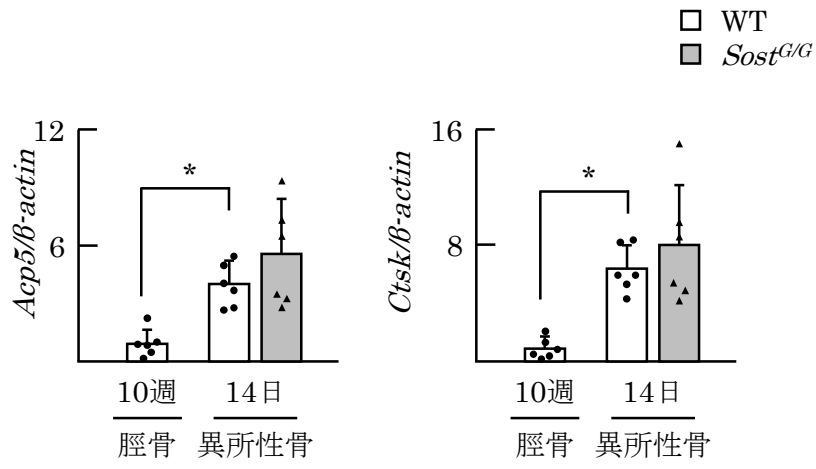 WT
Sost^G/G
12
6
Acp5/β-actin
*
10週
14日
脛骨
異所性骨
16
8
Ctsk/β-actin
*
10週
14日
脛骨
異所性骨